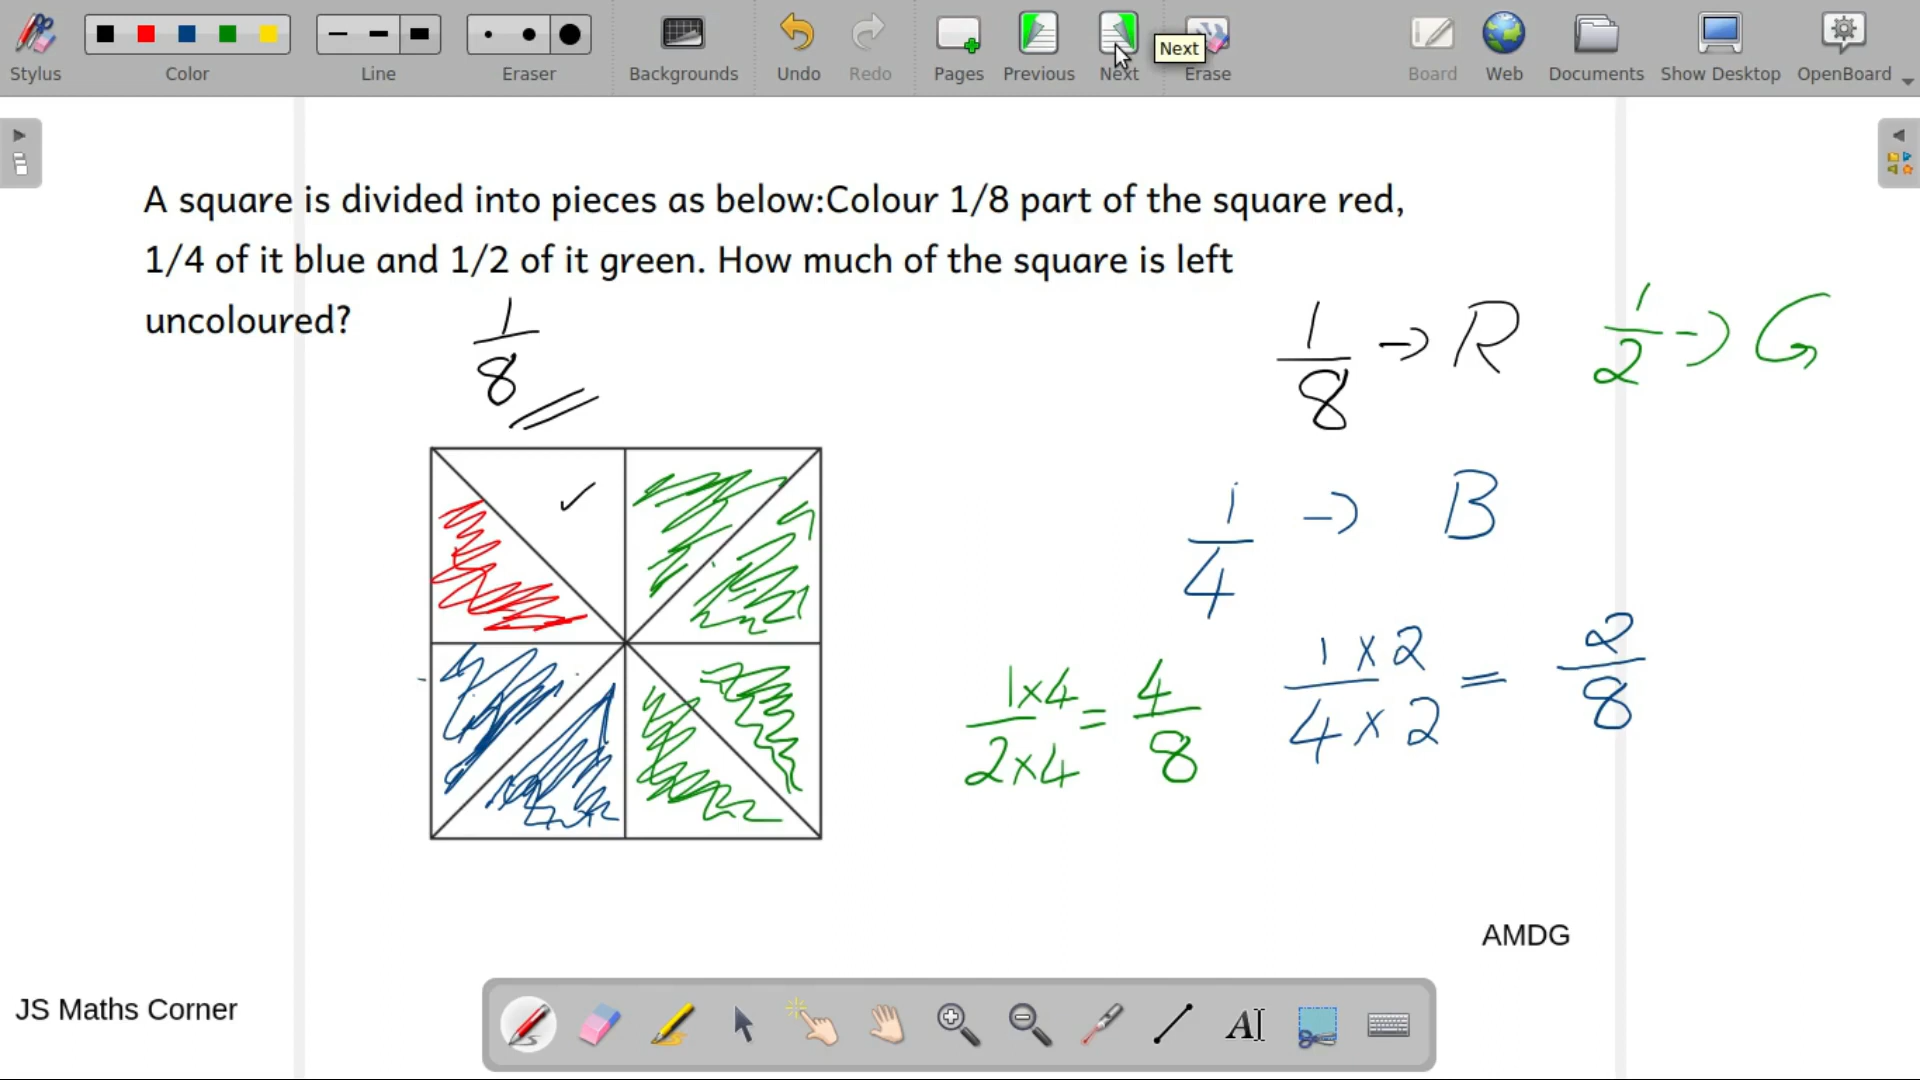 Stylus Color Line Eraser Backgrounds Undo Redo Pages Previous Next Next Erase Board Web Documents Show Desktop OpenBoard
A square is divided into pieces as below:Colour 1/8 part of the square red,
1/4 of it blue and 1/2 of it green. How much of the square is left
uncoloured?
1/8
1/8 -> R
1/2 -> G
1/4 -> B
1x4/2x4 = 4/8
1x2/4x2 = 2/8
AMDG
JS Maths Corner